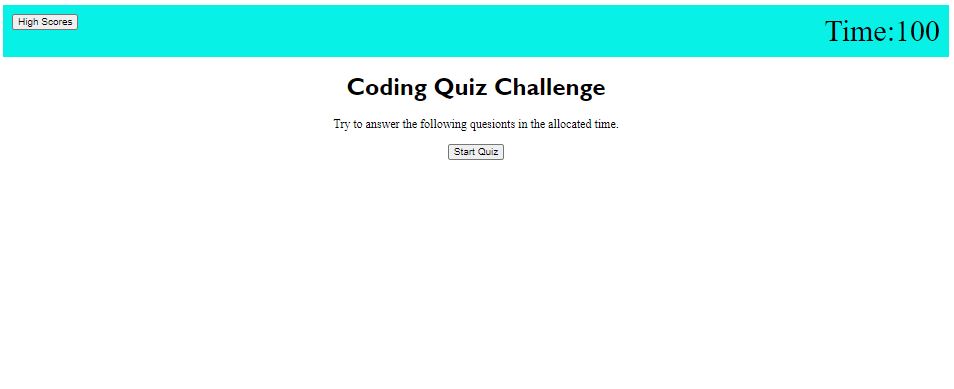 High Scores
Time:100
Coding Quiz Challenge
Try to answer the following quesionts in the allocated time.
Start Quiz